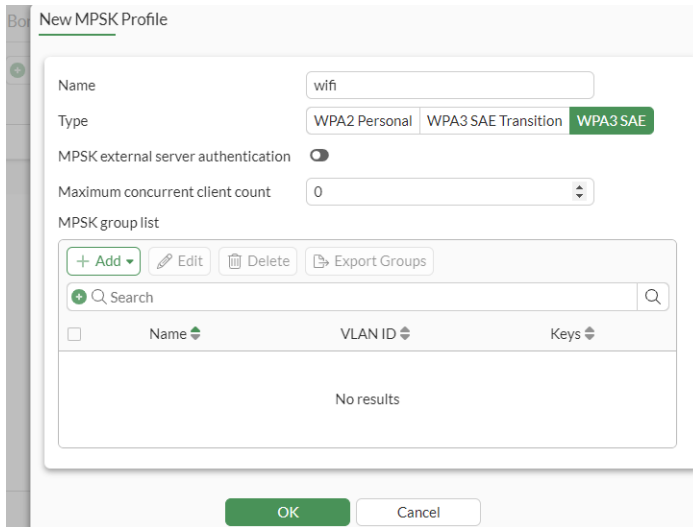 Bor
New MPSK Profile
Name wifi
Type WPA2 Personal WPA3 SAE Transition WPA3 SAE
MPSK external server authentication
Maximum concurrent client count 0
MPSK group list
+ Add Edit Delete Export Groups
Search
Name VLAN ID Keys
No results
OK Cancel